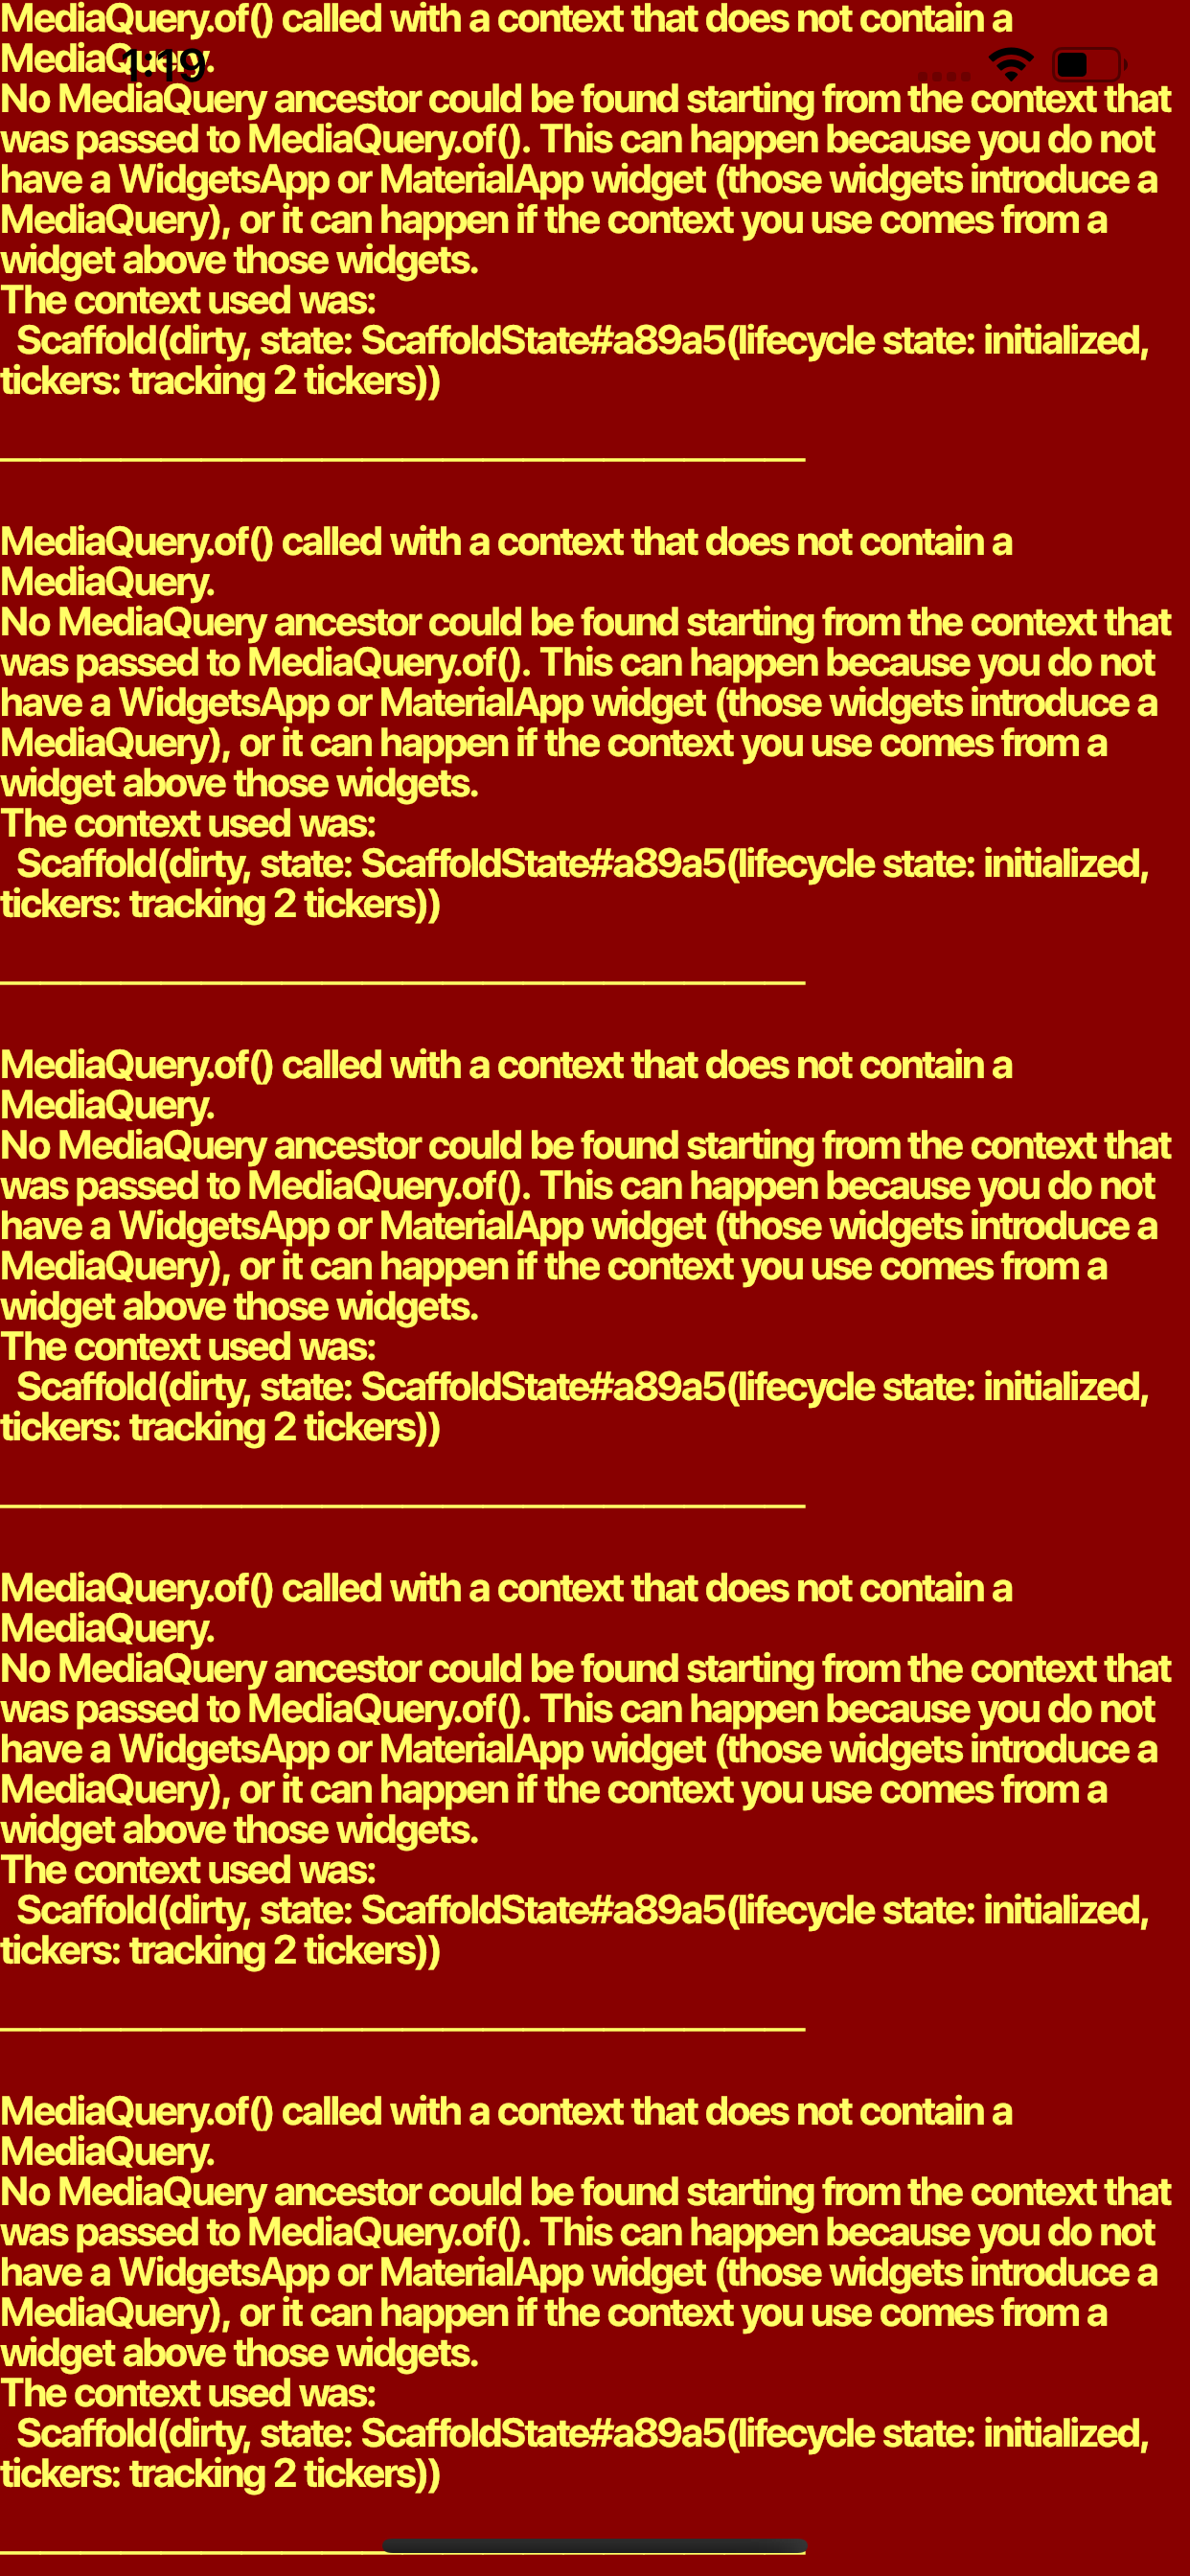 MediaQuery.of() called with a context that does not contain a
MediaQuery.
1:19
No MediaQuery ancestor could be found starting from the context that
was passed to MediaQuery.of(). This can happen because you do not
have a WidgetsApp or MaterialApp widget (those widgets introduce a
MediaQuery), or it can happen if the context you use comes from a
widget above those widgets.
The context used was:
  Scaffold(dirty, state: ScaffoldState#a89a5(lifecycle state: initialized,
tickers: tracking 2 tickers))
MediaQuery.of() called with a context that does not contain a
MediaQuery.
No MediaQuery ancestor could be found starting from the context that
was passed to MediaQuery.of(). This can happen because you do not
have a WidgetsApp or MaterialApp widget (those widgets introduce a
MediaQuery), or it can happen if the context you use comes from a
widget above those widgets.
The context used was:
  Scaffold(dirty, state: ScaffoldState#a89a5(lifecycle state: initialized,
tickers: tracking 2 tickers))
MediaQuery.of() called with a context that does not contain a
MediaQuery.
No MediaQuery ancestor could be found starting from the context that
was passed to MediaQuery.of(). This can happen because you do not
have a WidgetsApp or MaterialApp widget (those widgets introduce a
MediaQuery), or it can happen if the context you use comes from a
widget above those widgets.
The context used was:
  Scaffold(dirty, state: ScaffoldState#a89a5(lifecycle state: initialized,
tickers: tracking 2 tickers))
MediaQuery.of() called with a context that does not contain a
MediaQuery.
No MediaQuery ancestor could be found starting from the context that
was passed to MediaQuery.of(). This can happen because you do not
have a WidgetsApp or MaterialApp widget (those widgets introduce a
MediaQuery), or it can happen if the context you use comes from a
widget above those widgets.
The context used was:
  Scaffold(dirty, state: ScaffoldState#a89a5(lifecycle state: initialized,
tickers: tracking 2 tickers))
MediaQuery.of() called with a context that does not contain a
MediaQuery.
No MediaQuery ancestor could be found starting from the context that
was passed to MediaQuery.of(). This can happen because you do not
have a WidgetsApp or MaterialApp widget (those widgets introduce a
MediaQuery), or it can happen if the context you use comes from a
widget above those widgets.
The context used was:
  Scaffold(dirty, state: ScaffoldState#a89a5(lifecycle state: initialized,
tickers: tracking 2 tickers))